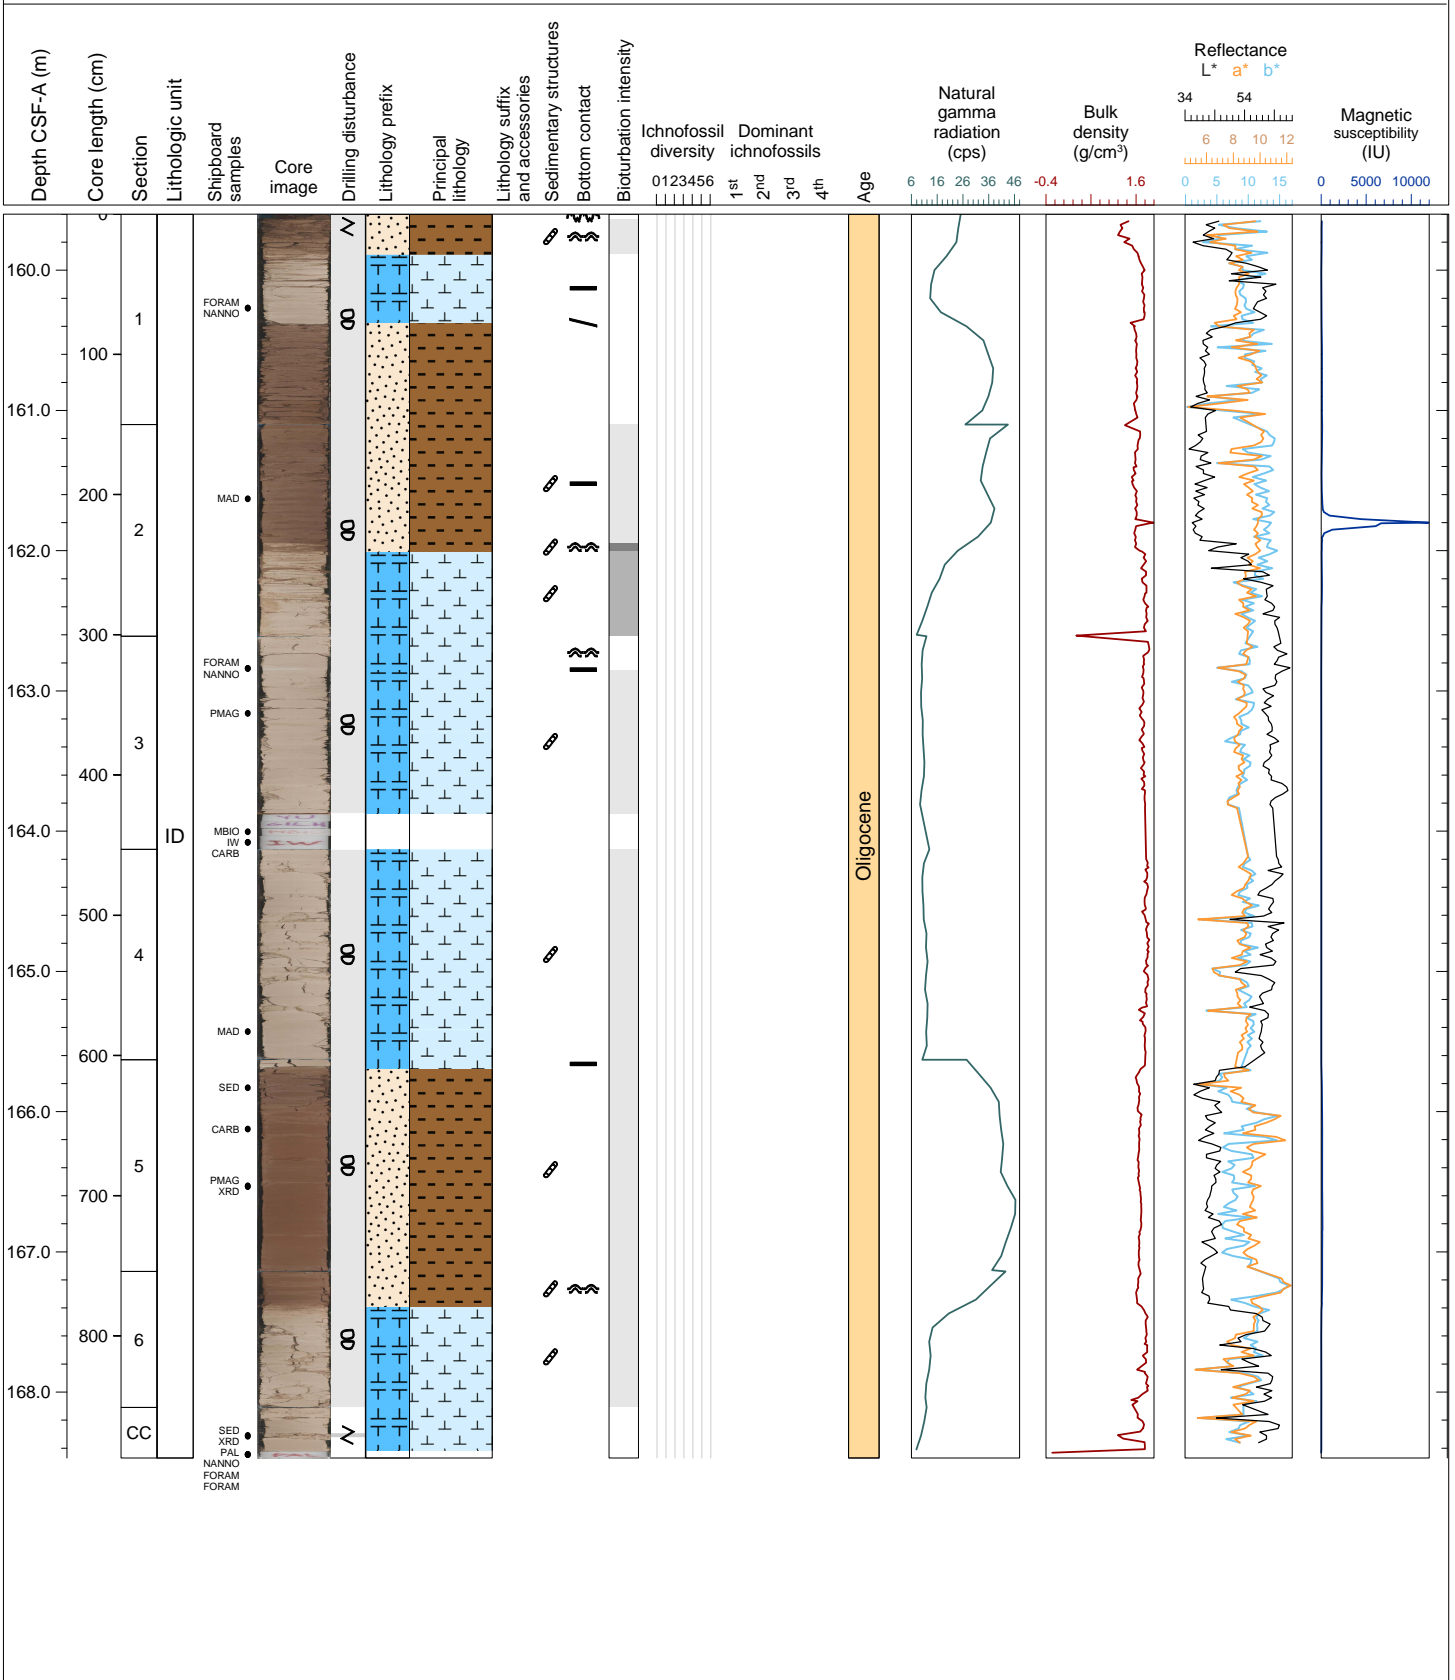 Depth CSF-A (m)
Core length (cm)
Section
Lithologic unit
Shipboard
samples
Core
image
Drilling disturbance
Lithology prefix
Principal
lithology
Lithology suffix
and accessories
Sedimentary structures
Bottom contact
Bioturbation intensity
Ichnofossil
diversity
0123456
Dominant
ichnofossils
1st
2nd
3rd
4th
Age
Natural
gamma
radiation
(cps)
6 16 26 36 46
Bulk
density
(g/cm³)
-0.4 1.6
Reflectance
L* a* b*
34 54
6 8 10 12
0 5 10 15
Magnetic
susceptibility
(IU)
0 5000 10000
0
160.0
FORAM
NANNO
1
100
161.0
200
MAD
2
162.0
300
FORAM
NANNO
163.0
PMAG
3
400
164.0
ID
MBIO
IW
CARB
IW
Oligocene
500
4
165.0
MAD
600
SED
166.0
CARB
5
PMAG
XRD
700
167.0
800
6
168.0
CC
SED
XRD
PAL
NANNO
FORAM
FORAM
PAL